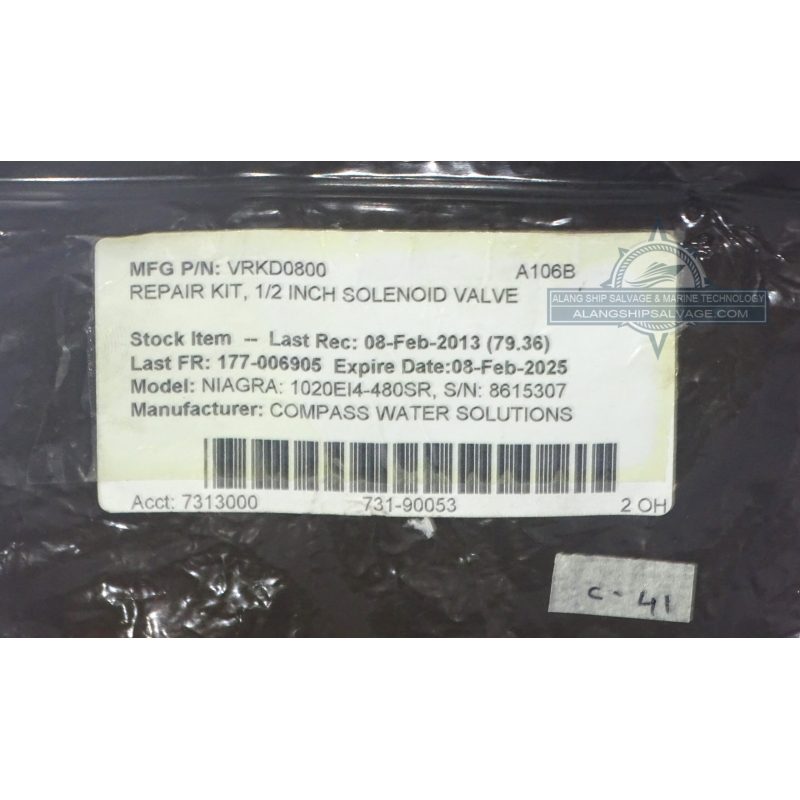 MFG P/N: VRKD0800 A106B
REPAIR KIT, 1/2 INCH SOLENOID VALVE
ALANG SHIP SALVAGE & MARINE TECHNOLOGY
ALANGSHIPSALVAGE.COM
Stock Item -- Last Rec: 08-Feb-2013 (79.36)
Last FR: 177-006905 Expire Date:08-Feb-2025
Model: NIAGRA: 1020EI4-480SR, S/N: 8615307
Manufacturer: COMPASS WATER SOLUTIONS
Acct: 7313000 731-90053 2 OH
C-41